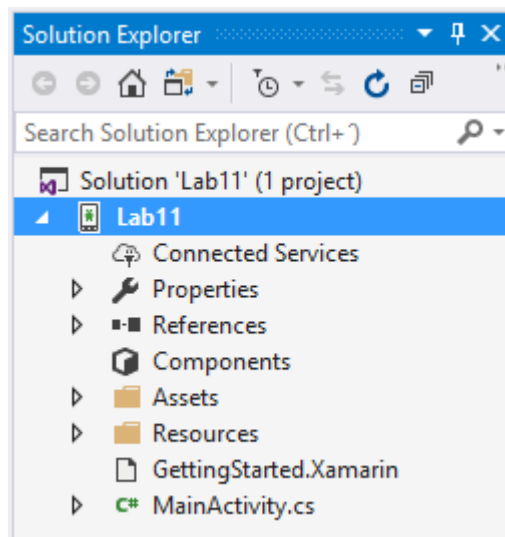 Solution Explorer
Search Solution Explorer (Ctrl+´)
Solution 'Lab11' (1 project)
Lab11
Connected Services
Properties
References
Components
Assets
Resources
GettingStarted.Xamarin
C# MainActivity.cs